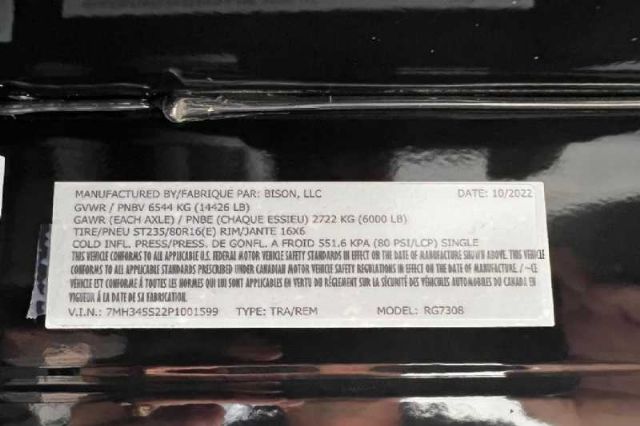 MANUFACTURED BY/FABRIQUE PAR: BISON, LLC DATE: 10/2022
GVWR / PNBV 6544 KG (14426 LB)
GAWR (EACH AXLE) / PNBE (CHAQUE ESSIEU) 2722 KG (6000 LB)
TIRE/PNEU ST235/80R16(E) RIM/JANTE 16X6
COLD INFL. PRESS/PRESS. DE GONFL. A FROID 551.6 KPA (80 PSI/LCP) SINGLE
THIS VEHICLE CONFORMS TO ALL APPLICABLE U.S. FEDERAL MOTOR VEHICLE SAFETY STANDARDS IN EFFECT ON THE DATE OF MANUFACTURE SHOWN ABOVE. THIS VEHICLE
CONFORMS TO ALL APPLICABLE STANDARDS PRESCRIBED UNDER CANADIAN MOTOR VEHICLE SAFETY REGULATIONS IN EFFECT ON THE DATE OF MANUFACTURE. / ~CE
VÉHICLE EST CONFORME À TOUTES LES NORMES QUI LUI SONT APPLICABLES EN VERTU DU RÈGLEMENT SUR LA SÉCURITÉ DES VÉHICULES AUTOMOBILES DU CANADA EN
VIGUEUR À LA DATE DE SA FABRICATION.
V.I.N.: 7MH345S22P1001599 TYPE: TRA/REM MODEL: RG7308